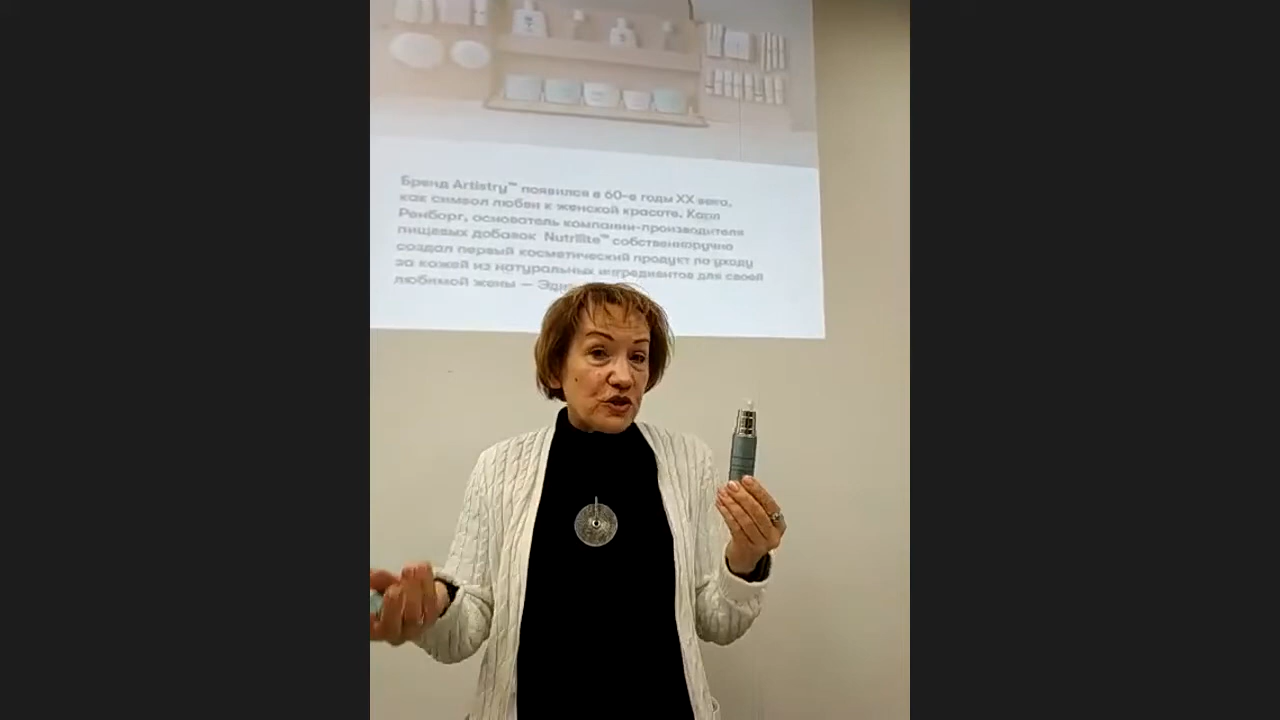 Бренд Artistry™ появился в 60-е годы XX века,
как символ любви к женской красоте. Карл
Ренборг, основатель компании-производителя
пищевых добавок Nutrilite™ собственноручно
создал первый косметический продукт по уходу
за кожей из натуральных ингредиентов для своей
любимой жены —